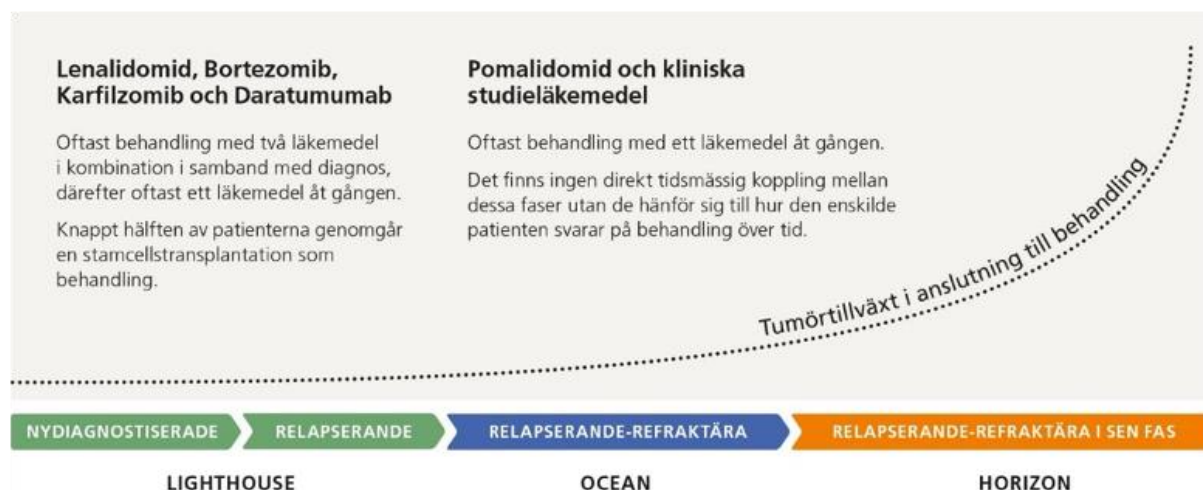 Lenalidomid, Bortezomib,
Karfilzomib och Daratumumab
Oftast behandling med två läkemedel
i kombination i samband med diagnos,
därefter oftast ett läkemedel åt gången.
Knappt hälften av patienterna genomgår
en stamcellstransplantation som
behandling.
Pomalidomid och kliniska
studieläkemedel
Oftast behandling med ett läkemedel åt gången.
Det finns ingen direkt tidsmässig koppling mellan
dessa faser utan de hänför sig till hur den enskilde
patienten svarar på behandling över tid.
Tumörtillväxt i anslutning till behandling
NYDIAGNOSTISERADE
RELAPSERANDE
RELAPSERANDE-REFRAKTÄRA
RELAPSERANDE-REFRAKTÄRA I SEN FAS
LIGHTHOUSE
OCEAN
HORIZON